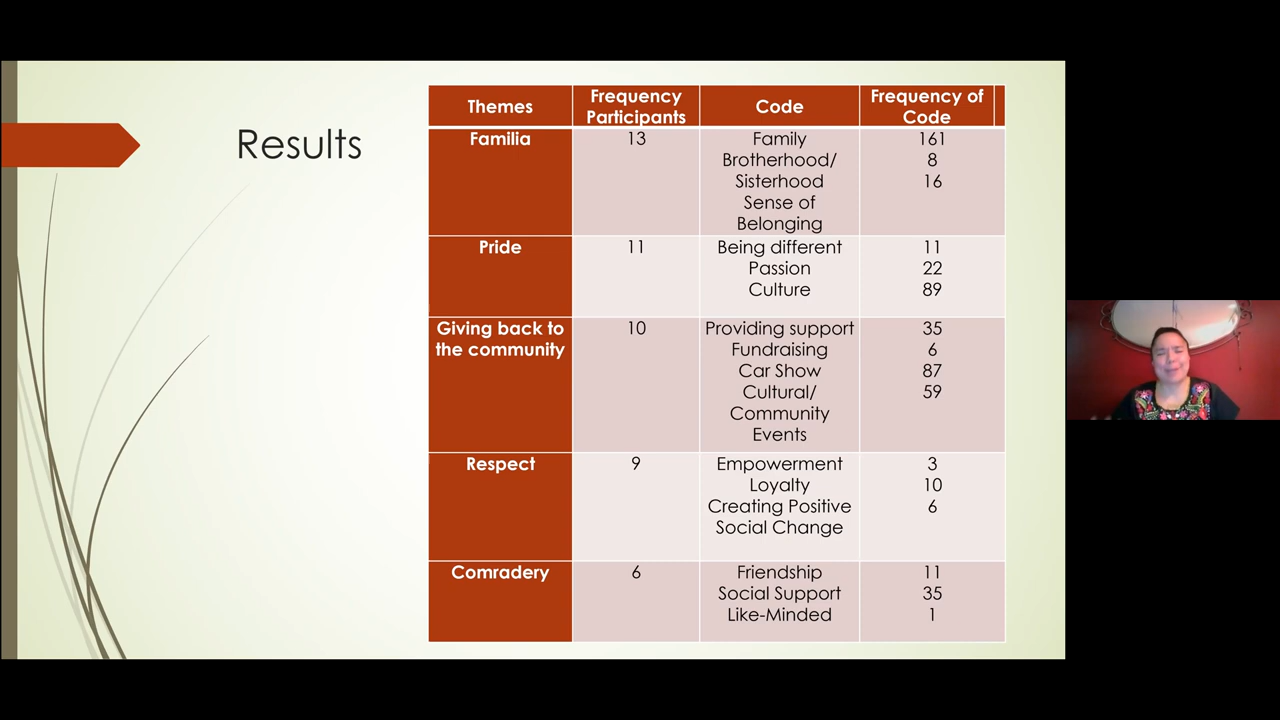 Results
Themes
Frequency
Participants
Code
Frequency of
Code
Familia
13
Family
161
Brotherhood/
8
Sisterhood
16
Sense of
Belonging
Pride
11
Being different
11
Passion
22
Culture
89
Giving back to
the community
10
Providing support
35
Fundraising
6
Car Show
87
Cultural/
59
Community
Events
Respect
9
Empowerment
3
Loyalty
10
Creating Positive
6
Social Change
Comradery
6
Friendship
11
Social Support
35
Like-Minded
1